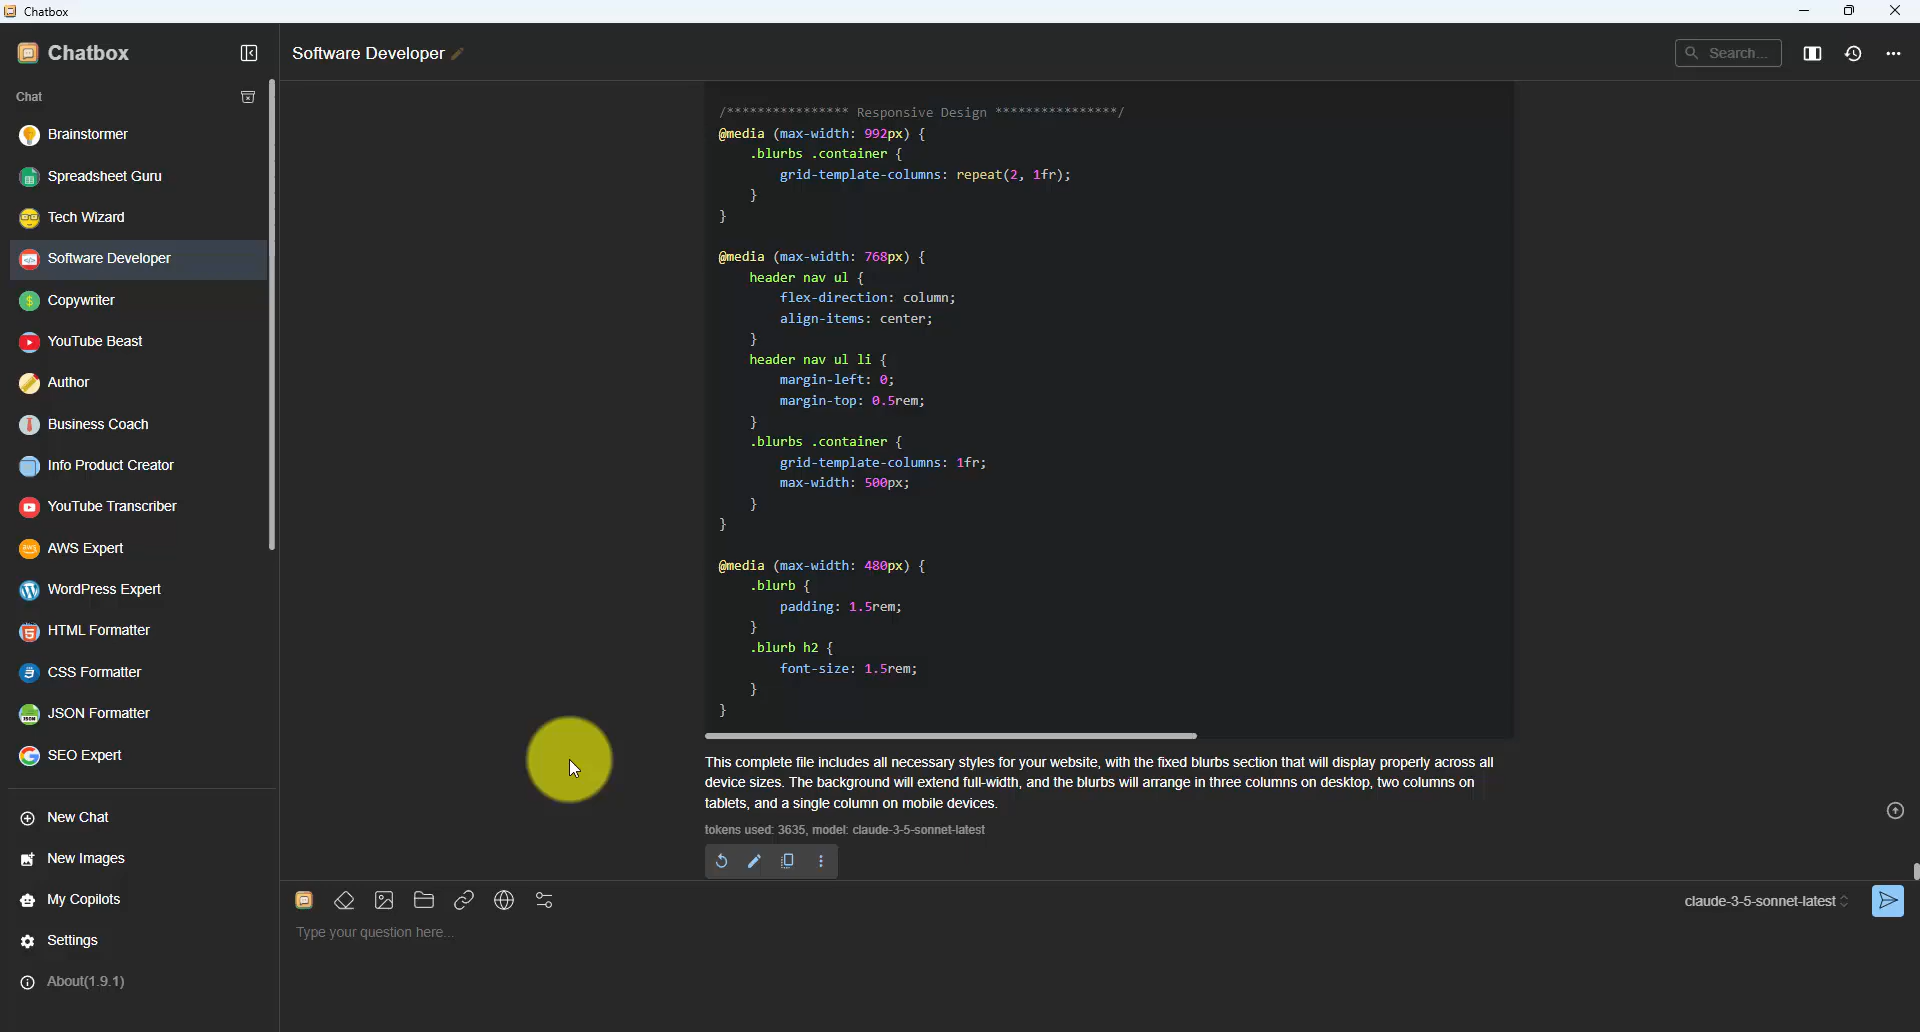 Chatbox
Chatbox
Software Developer
Search...
Chat
Brainstormer
Spreadsheet Guru
Tech Wizard
Software Developer
Copywriter
YouTube Beast
Author
Business Coach
Info Product Creator
YouTube Transcriber
AWS Expert
WordPress Expert
HTML Formatter
CSS Formatter
JSON Formatter
SEO Expert
New Chat
New Images
My Copilots
Settings
About(1.9.1)
/**************** Responsive Design ****************/
@media (max-width: 992px) {
.blurbs .container {
grid-template-columns: repeat(2, 1fr);
}
}
@media (max-width: 768px) {
header nav ul {
flex-direction: column;
align-items: center;
}
header nav ul li {
margin-left: 0;
margin-top: 0.5rem;
}
.blurbs .container {
grid-template-columns: 1fr;
max-width: 500px;
}
}
@media (max-width: 480px) {
.blurb {
padding: 1.5rem;
}
.blurb h2 {
font-size: 1.5rem;
}
}
This complete file includes all necessary styles for your website, with the fixed blurbs section that will display properly across all
device sizes. The background will extend full-width, and the blurbs will arrange in three columns on desktop, two columns on
tablets, and a single column on mobile devices.
tokens used: 3635, model: claude-3-5-sonnet-latest
claude-3-5-sonnet-latest
Type your question here...